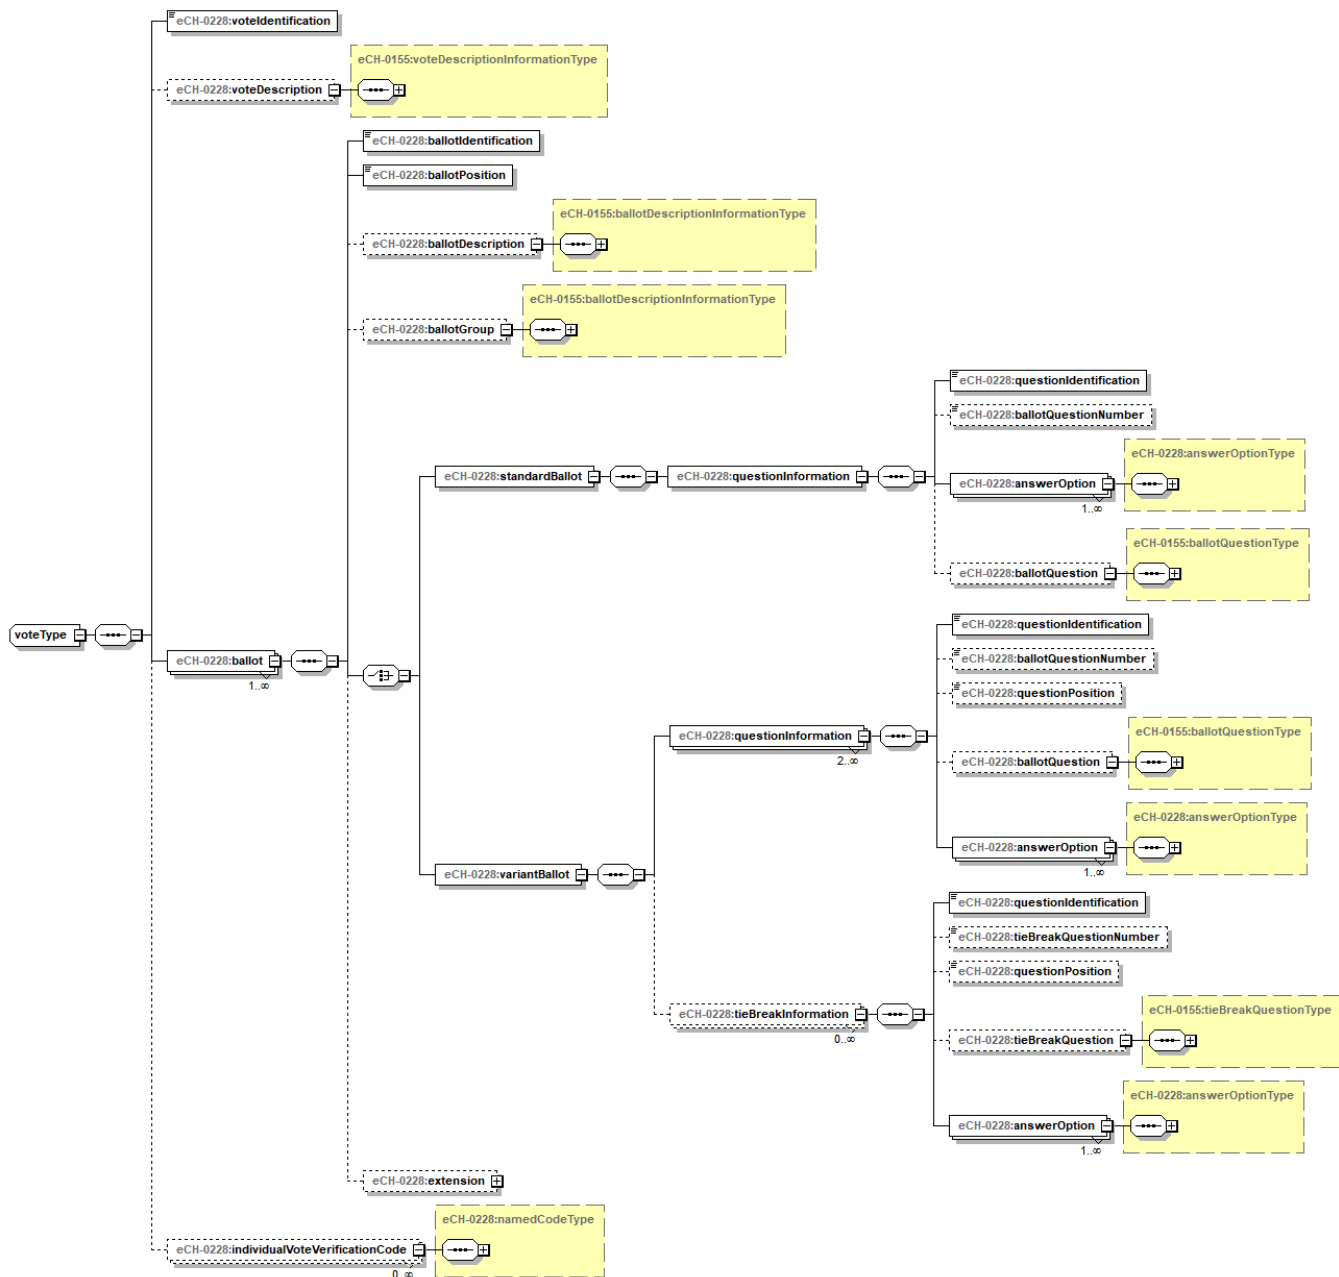 eCH-0228:voteIdentification
eCH-0155:voteDescriptionInformationType
eCH-0228:voteDescription
eCH-0228:ballotIdentification
eCH-0228:ballotPosition
eCH-0155:ballotDescriptionInformationType
eCH-0228:ballotDescription
eCH-0155:ballotDescriptionInformationType
eCH-0228:ballotGroup
eCH-0228:questionIdentification
eCH-0228:ballotQuestionNumber
eCH-0228:answerOptionType
eCH-0228:standardBallot
eCH-0228:questionInformation
eCH-0228:answerOption
1..∞
eCH-0155:ballotQuestionType
eCH-0228:ballotQuestion
eCH-0228:questionIdentification
voteType
eCH-0228:ballot
1..∞
eCH-0228:ballotQuestionNumber
eCH-0228:questionPosition
eCH-0155:ballotQuestionType
eCH-0228:questionInformation
2..∞
eCH-0228:ballotQuestion
eCH-0228:answerOptionType
eCH-0228:answerOption
1..∞
eCH-0228:variantBallot
eCH-0228:questionIdentification
eCH-0228:tieBreakQuestionNumber
eCH-0228:questionPosition
eCH-0155:tieBreakQuestionType
eCH-0228:tieBreakInformation
0..∞
eCH-0228:tieBreakQuestion
eCH-0228:answerOptionType
eCH-0228:answerOption
1..∞
eCH-0228:extension
eCH-0228:namedCodeType
eCH-0228:individualVoteVerificationCode
0..∞